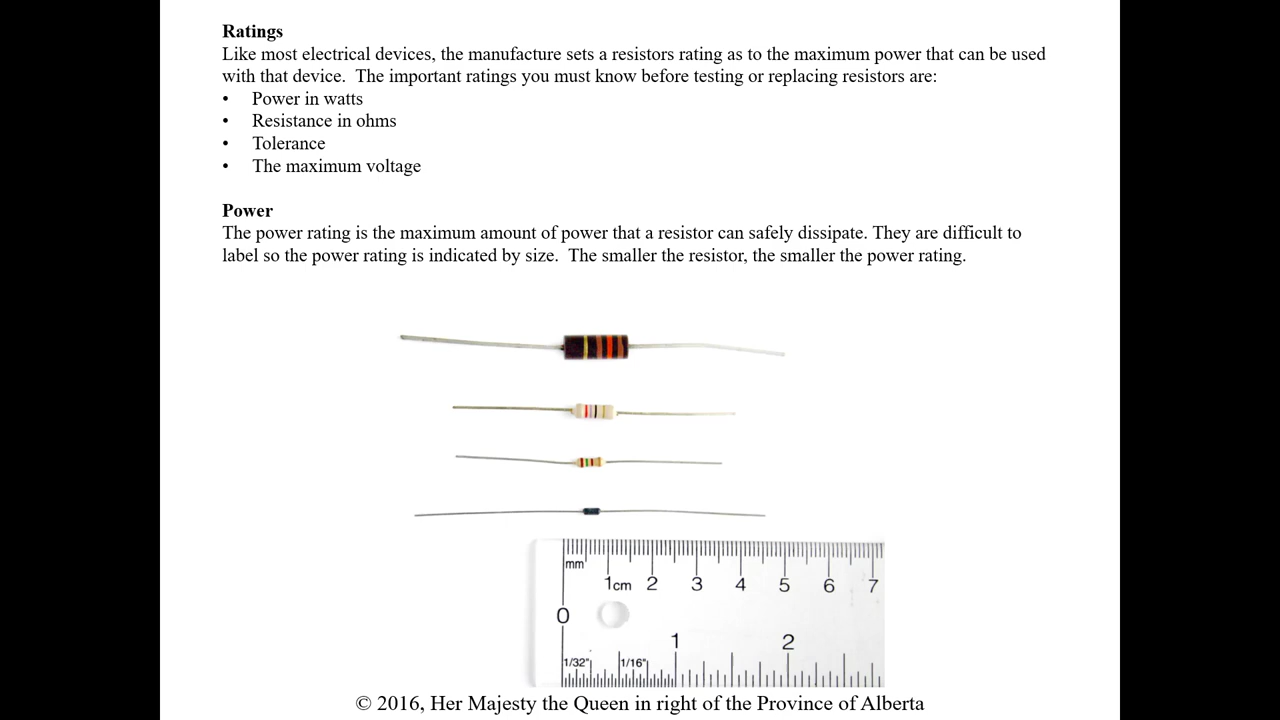 Ratings
Like most electrical devices, the manufacture sets a resistors rating as to the maximum power that can be used
with that device.  The important ratings you must know before testing or replacing resistors are:
• Power in watts
• Resistance in ohms
• Tolerance
• The maximum voltage
Power
The power rating is the maximum amount of power that a resistor can safely dissipate. They are difficult to
label so the power rating is indicated by size.  The smaller the resistor, the smaller the power rating.
mm
1cm 2 3 4 5 6 7
0
1 2
1/32" 1/16"
© 2016, Her Majesty the Queen in right of the Province of Alberta